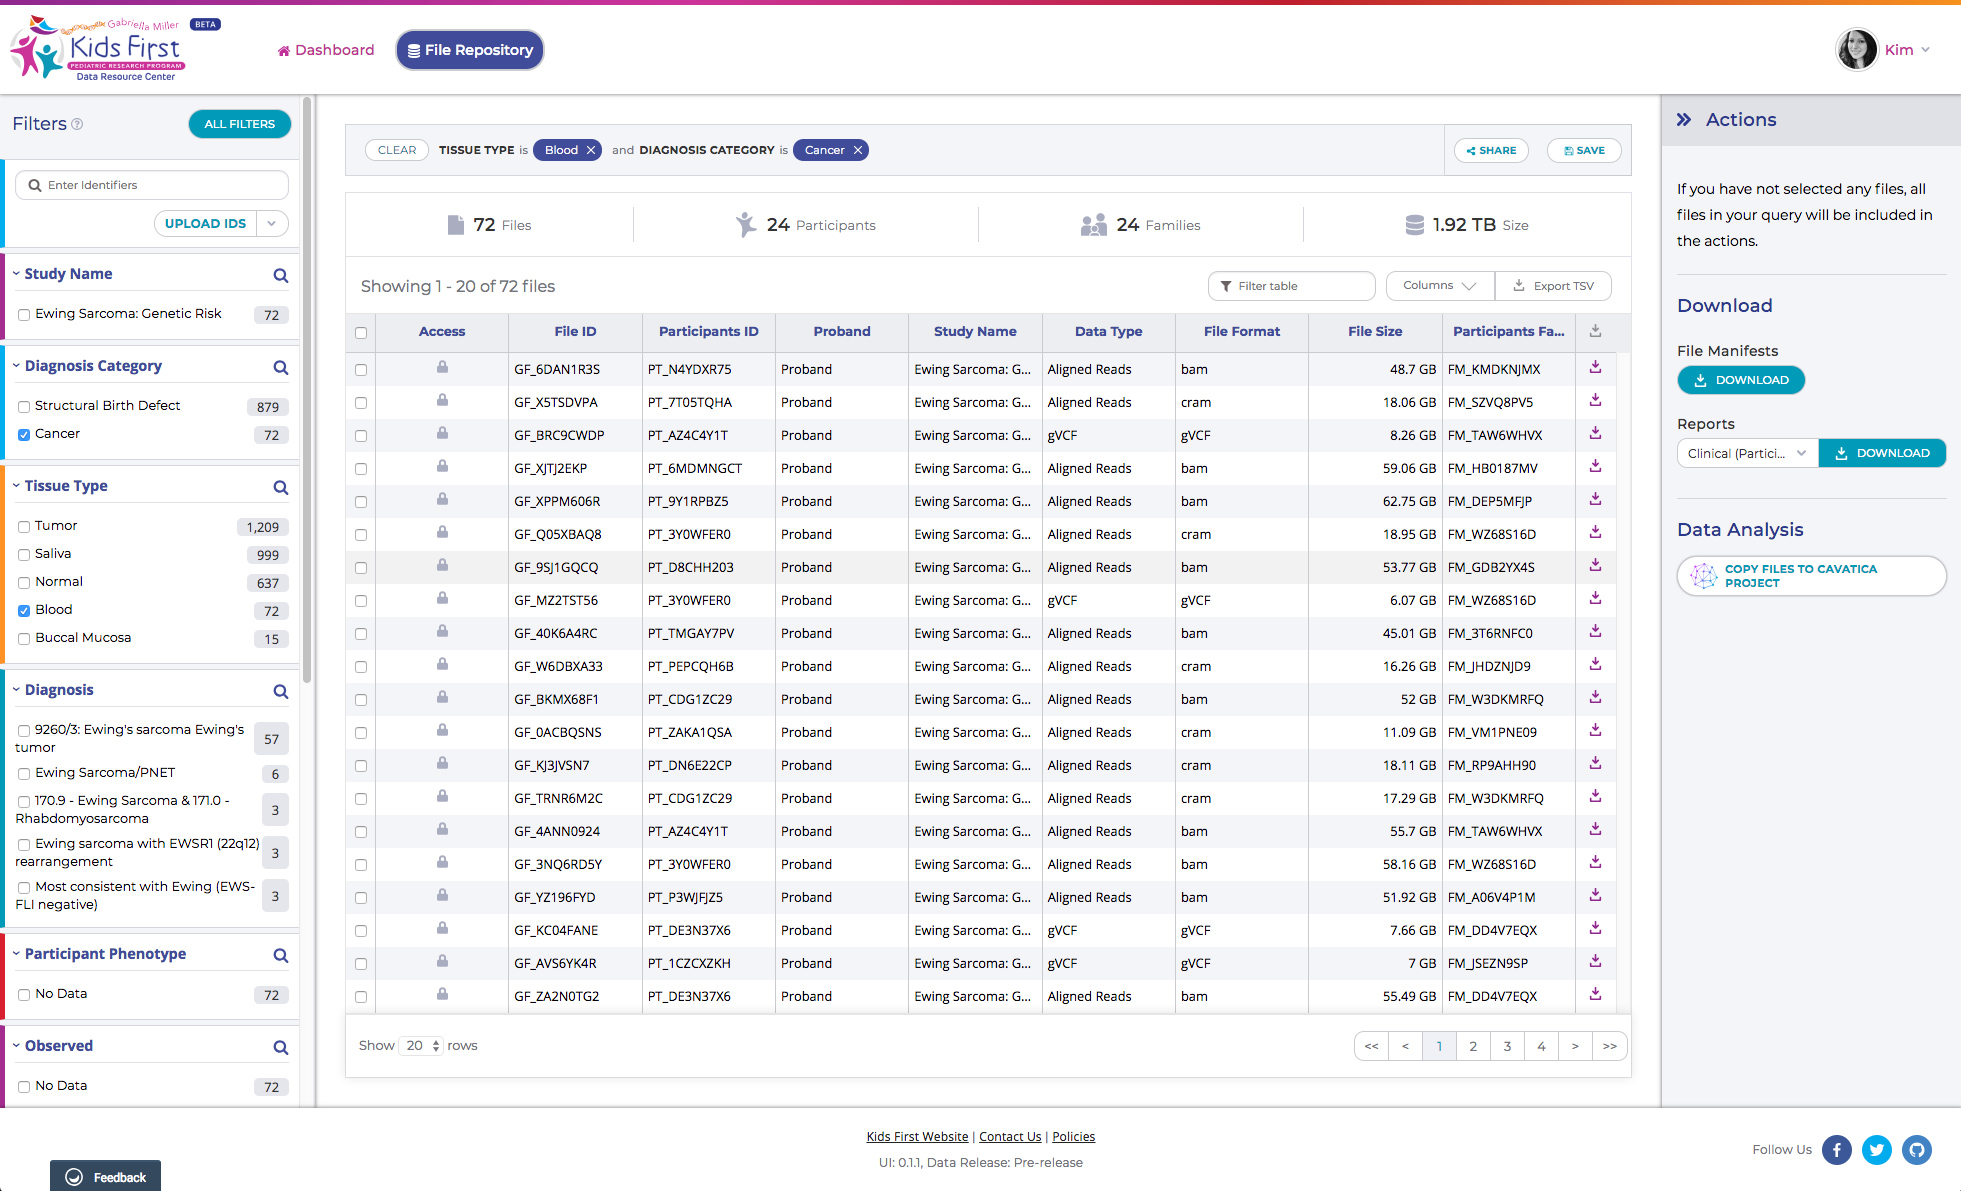 Gabriella Miller
Kids First
PEDIATRIC RESEARCH PROGRAM
Data Resource Center
BETA
Dashboard
File Repository
Kim
Filters
ALL FILTERS
Enter Identifiers
UPLOAD IDS
Study Name
Ewing Sarcoma: Genetic Risk 72
Diagnosis Category
Structural Birth Defect 879
Cancer 72
Tissue Type
Tumor 1,209
Saliva 999
Normal 637
Blood 72
Buccal Mucosa 15
Diagnosis
9260/3: Ewing's sarcoma Ewing's
tumor 57
Ewing Sarcoma/PNET 6
170.9 - Ewing Sarcoma & 171.0 -
Rhabdomyosarcoma 3
Ewing sarcoma with EWSR1 (22q12)
rearrangement 3
Most consistent with Ewing (EWS-
FLI negative) 3
Participant Phenotype
No Data 72
Observed
No Data 72
CLEAR TISSUE TYPE is Blood × and DIAGNOSIS CATEGORY is Cancer ×
SHARE SAVE
72 Files 24 Participants 24 Families 1.92 TB Size
Showing 1 - 20 of 72 files
Filter table Columns Export TSV
Access File ID Participants ID Proband Study Name Data Type File Format File Size Participants Fa...
GF_6DAN1R3S PT_N4YDXR75 Proband Ewing Sarcoma: G... Aligned Reads bam 48.7 GB FM_KMDKNJMX
GF_X5TSDVPA PT_7T05TQHA Proband Ewing Sarcoma: G... Aligned Reads cram 18.06 GB FM_SZVQ8PV5
GF_BRC9CWDP PT_AZ4C4Y1T Proband Ewing Sarcoma: G... gVCF gVCF 8.26 GB FM_TAW6WHVX
GF_XJTJ2EKP PT_6MDMNGCT Proband Ewing Sarcoma: G... Aligned Reads bam 59.06 GB FM_HB0187MV
GF_XPPM606R PT_9Y1RPBZ5 Proband Ewing Sarcoma: G... Aligned Reads bam 62.75 GB FM_DEP5MFJP
GF_Q05XBAQ8 PT_3Y0WFER0 Proband Ewing Sarcoma: G... Aligned Reads cram 18.95 GB FM_WZ68S16D
GF_9SJ1GQCQ PT_D8CHH203 Proband Ewing Sarcoma: G... Aligned Reads bam 53.77 GB FM_GDB2YX4S
GF_MZ2TST56 PT_3Y0WFER0 Proband Ewing Sarcoma: G... gVCF gVCF 6.07 GB FM_WZ68S16D
GF_40K6A4RC PT_TMGAY7PV Proband Ewing Sarcoma: G... Aligned Reads bam 45.01 GB FM_3T6RNFC0
GF_W6DBXA33 PT_PEPCQH6B Proband Ewing Sarcoma: G... Aligned Reads cram 16.26 GB FM_JHDZNJD9
GF_BKMX68F1 PT_CDG1ZC29 Proband Ewing Sarcoma: G... Aligned Reads bam 52 GB FM_W3DKMRFQ
GF_0ACBQSNS PT_ZAKA1QSA Proband Ewing Sarcoma: G... Aligned Reads cram 11.09 GB FM_VM1PNE09
GF_KJ3JVSN7 PT_DN6E22CP Proband Ewing Sarcoma: G... Aligned Reads cram 18.11 GB FM_RP9AHH90
GF_TRNR6M2C PT_CDG1ZC29 Proband Ewing Sarcoma: G... Aligned Reads cram 17.29 GB FM_W3DKMRFQ
GF_4ANN0924 PT_AZ4C4Y1T Proband Ewing Sarcoma: G... Aligned Reads bam 55.7 GB FM_TAW6WHVX
GF_3NQ6RD5Y PT_3Y0WFER0 Proband Ewing Sarcoma: G... Aligned Reads bam 58.16 GB FM_WZ68S16D
GF_YZ196FYD PT_P3WJFJZ5 Proband Ewing Sarcoma: G... Aligned Reads bam 51.92 GB FM_A06V4P1M
GF_KC04FANE PT_DE3N37X6 Proband Ewing Sarcoma: G... gVCF gVCF 7.66 GB FM_DD4V7EQX
GF_AVS6YK4R PT_1CZCXZKH Proband Ewing Sarcoma: G... gVCF gVCF 7 GB FM_JSEZN9SP
GF_ZA2N0TG2 PT_DE3N37X6 Proband Ewing Sarcoma: G... Aligned Reads bam 55.49 GB FM_DD4V7EQX
Show 20 rows
<< < 1 2 3 4 > >>
Actions
If you have not selected any files, all
files in your query will be included in
the actions.
Download
File Manifests
DOWNLOAD
Reports
Clinical (Partici... DOWNLOAD
Data Analysis
COPY FILES TO CAVATICA
PROJECT
Kids First Website | Contact Us | Policies
UI: 0.1.1, Data Release: Pre-release
Follow Us
Feedback